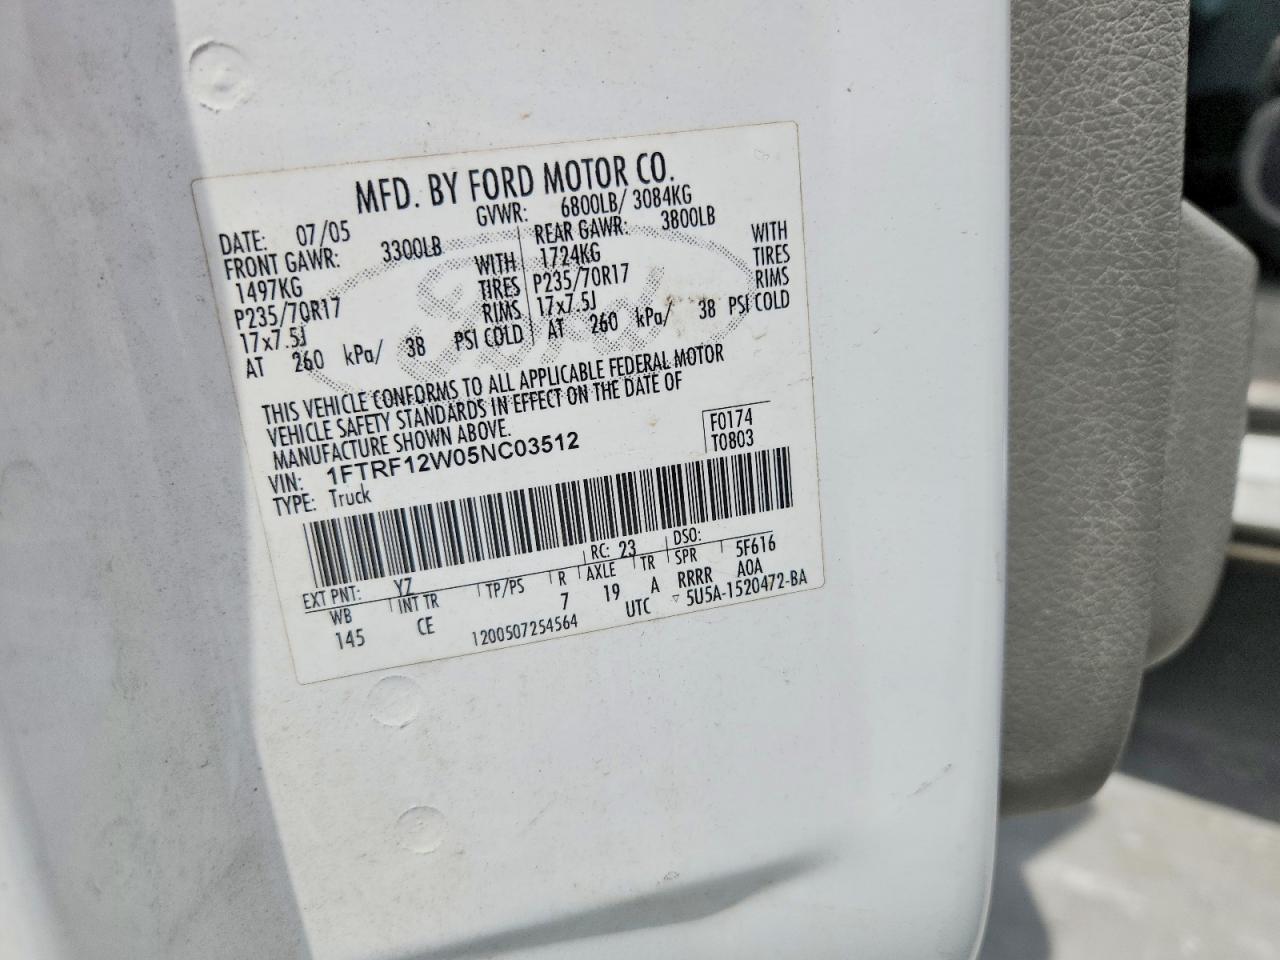 MFD. BY FORD MOTOR CO.
DATE: 07/05 GVWR: 6800LB/ 3084KG
FRONT GAWR: 3300LB REAR GAWR: 3800LB
1497KG WITH 1724KG WITH
P235/70R17 TIRES P235/70R17 TIRES
17x7.5J RIMS 17x7.5J RIMS
AT 260 kPa/ 38 PSI COLD AT 260 kPa/ 38 PSI COLD
THIS VEHICLE CONFORMS TO ALL APPLICABLE FEDERAL MOTOR
VEHICLE SAFETY STANDARDS IN EFFECT ON THE DATE OF
MANUFACTURE SHOWN ABOVE.
VIN: 1FTRF12W05NC03512 F0174
TYPE: Truck T0803
EXT PNT: YZ RC: 23 DSO:
WB INT TR TP/PS R AXLE TR SPR 5F616
145 CE 7 19 A RRRR A0A
1200507254564 UTC ▽ 5U5A-1520472-BA